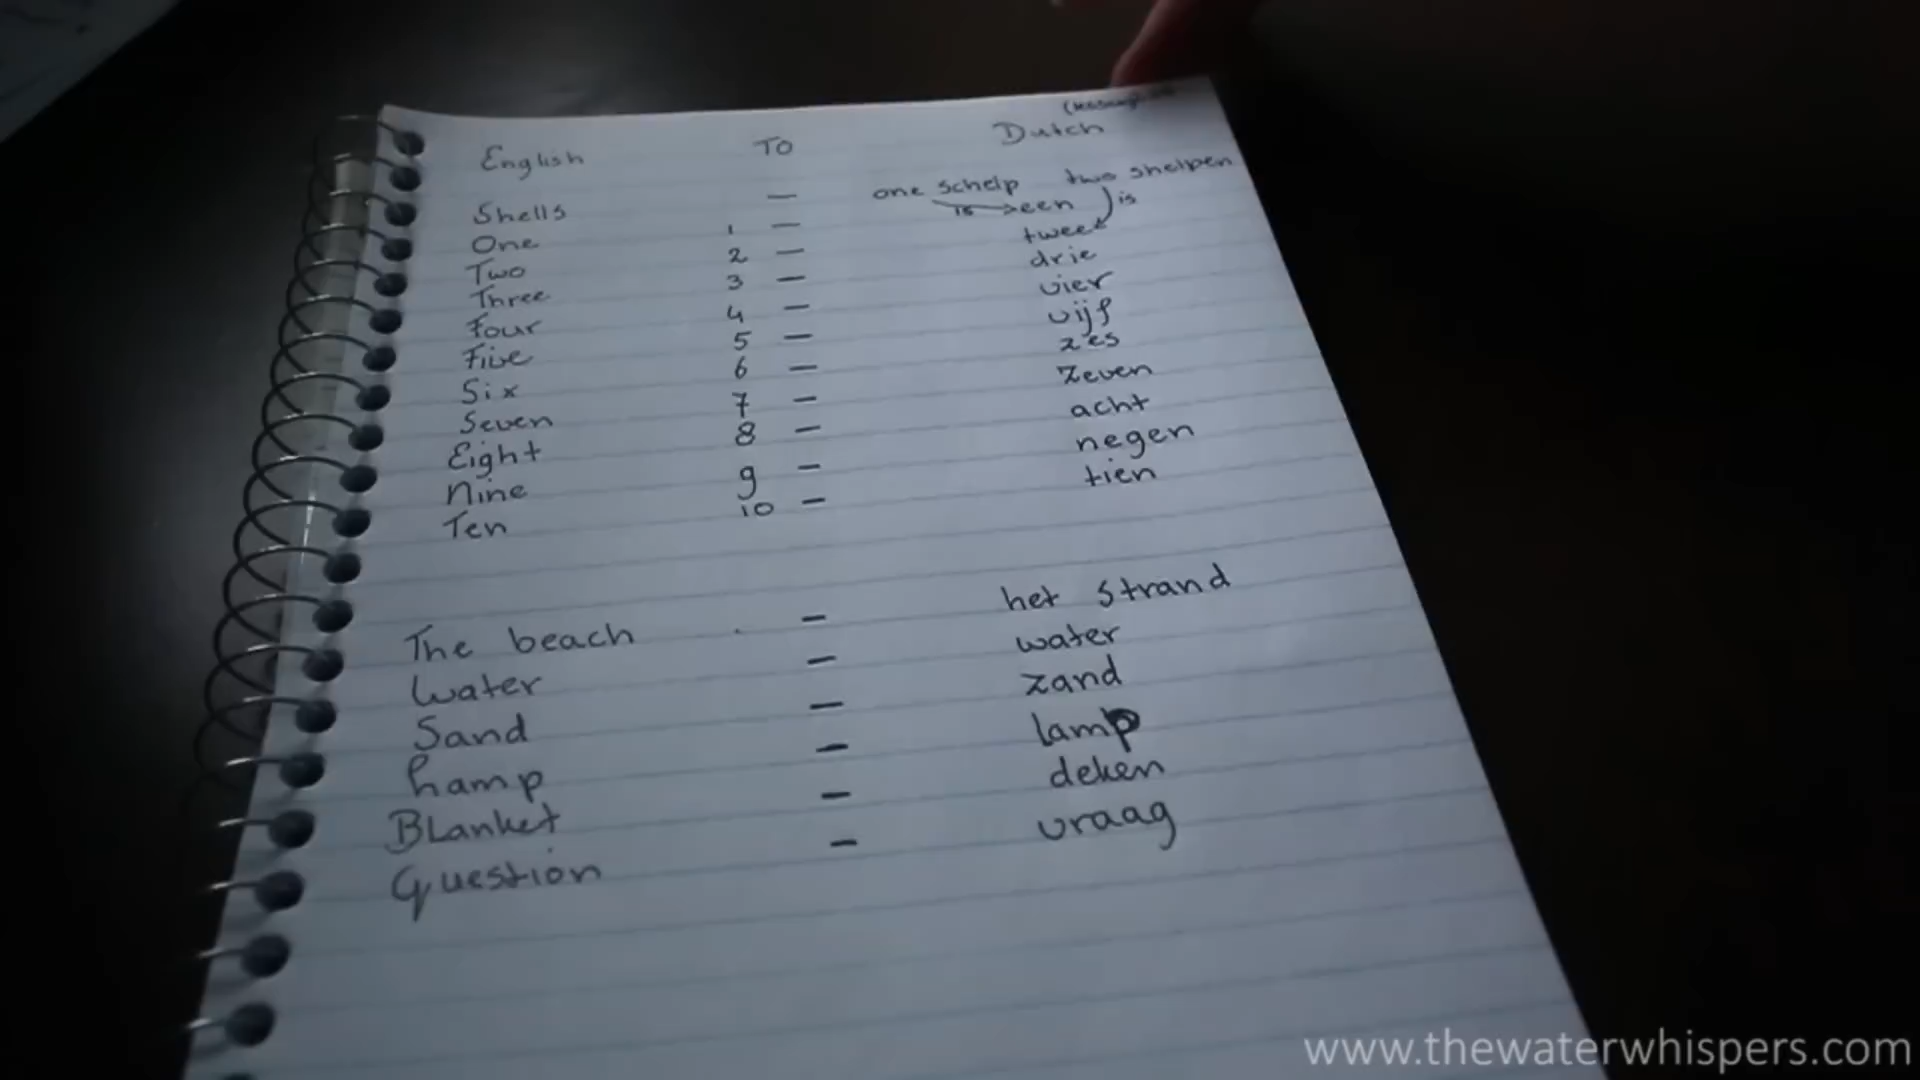 English TO Dutch
Shells — one schelp two shelpen
is een is
One 1 — twee
Two 2 — drie
Three 3 — vier
Four 4 — vijf
Five 5 — zes
Six 6 — zeven
Seven 7 — acht
Eight 8 — negen
Nine 9 — tien
Ten 10 —
The beach — het strand
Water — water
Sand — zand
Lamp — lamp
BLanket — deken
Question — vraag
www.thewaterwhispers.com